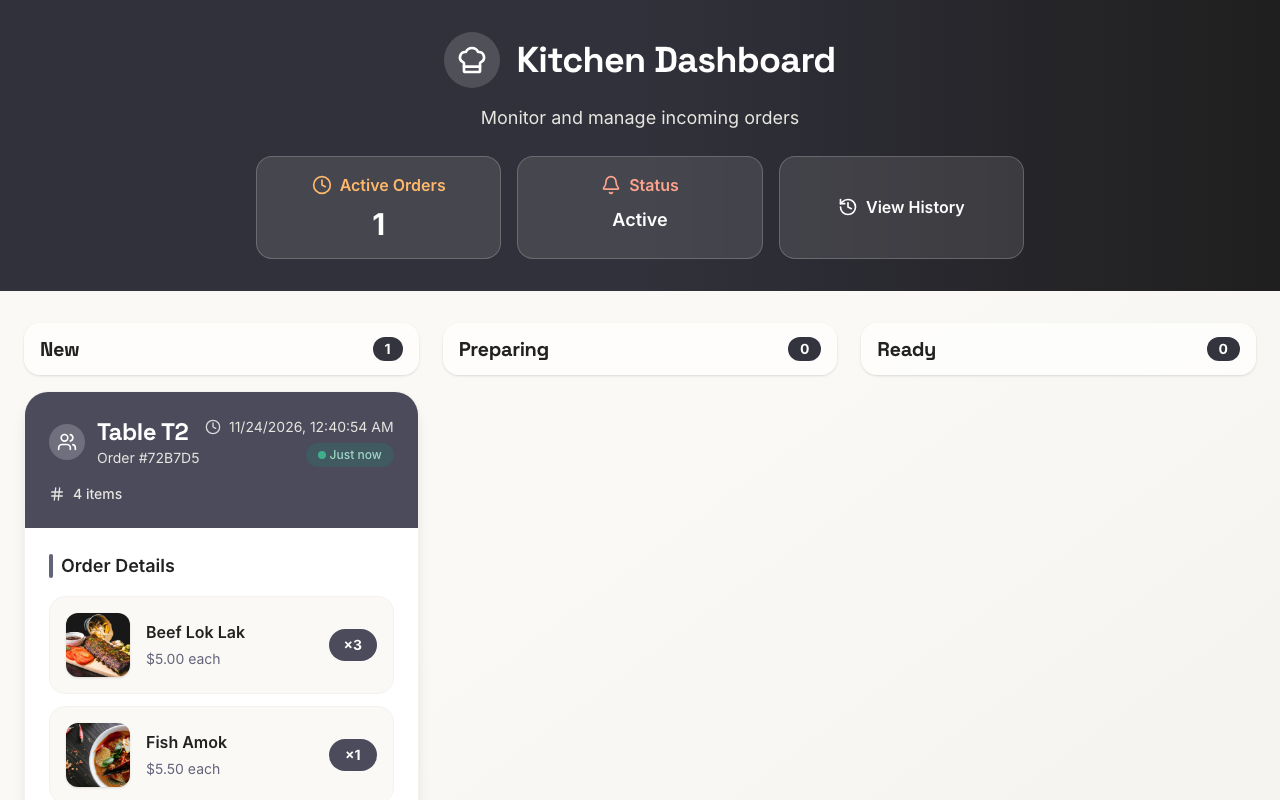 Kitchen Dashboard
Monitor and manage incoming orders
Active Orders
1
Status
Active
View History
New
1
Preparing
0
Ready
0
Table T2
11/24/2026, 12:40:54 AM
Order #72B7D5
Just now
4 items
Order Details
Beef Lok Lak
$5.00 each
×3
Fish Amok
$5.50 each
×1